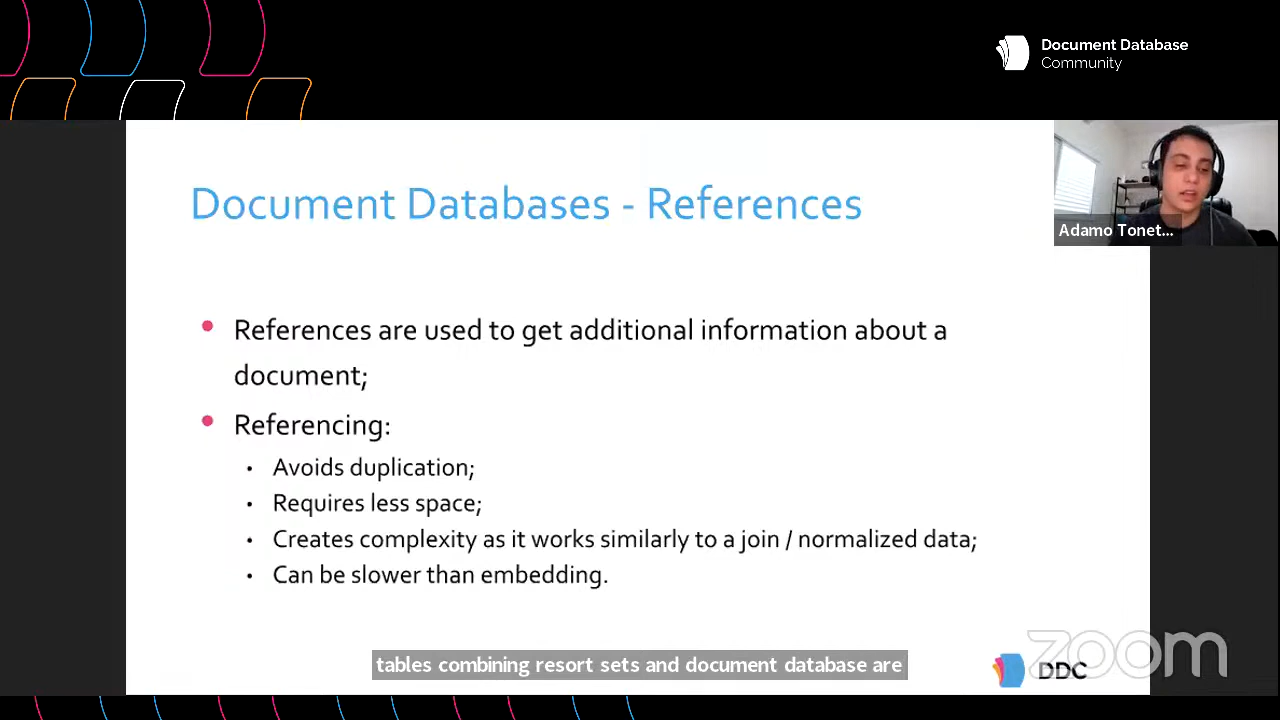 Document Database
Community
Document Databases - References
Adamo Tonet...
• References are used to get additional information about a
document;
• Referencing:
• Avoids duplication;
• Requires less space;
• Creates complexity as it works similarly to a join / normalized data;
• Can be slower than embedding.
tables combining resort sets and document database are
zoom
DDC